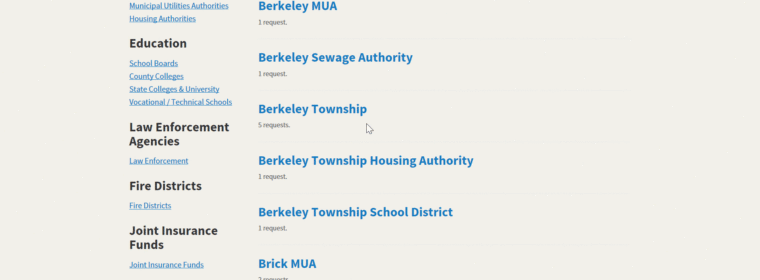 Municipal Utilities Authorities
Housing Authorities
Education
School Boards
County Colleges
State Colleges & University
Vocational / Technical Schools
Law Enforcement
Agencies
Law Enforcement
Fire Districts
Fire Districts
Joint Insurance
Funds
Joint Insurance Funds
Berkeley MUA
1 request.
Berkeley Sewage Authority
1 request.
Berkeley Township
5 requests.
Berkeley Township Housing Authority
1 request.
Berkeley Township School District
1 request.
Brick MUA
requests